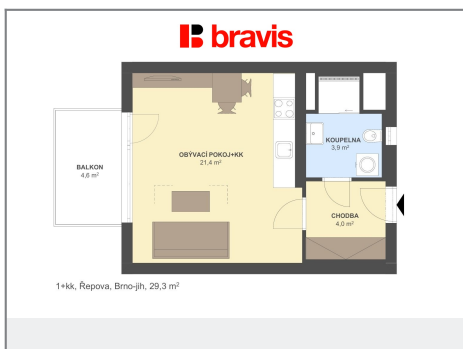 bravis
BALKON
4,6 m²
OBÝVACÍ POKOJ+KK
21,4 m²
KOUPELNA
3,9 m²
CHODBA
4,0 m²
1+kk, Řepova, Brno-jih, 29,3 m²